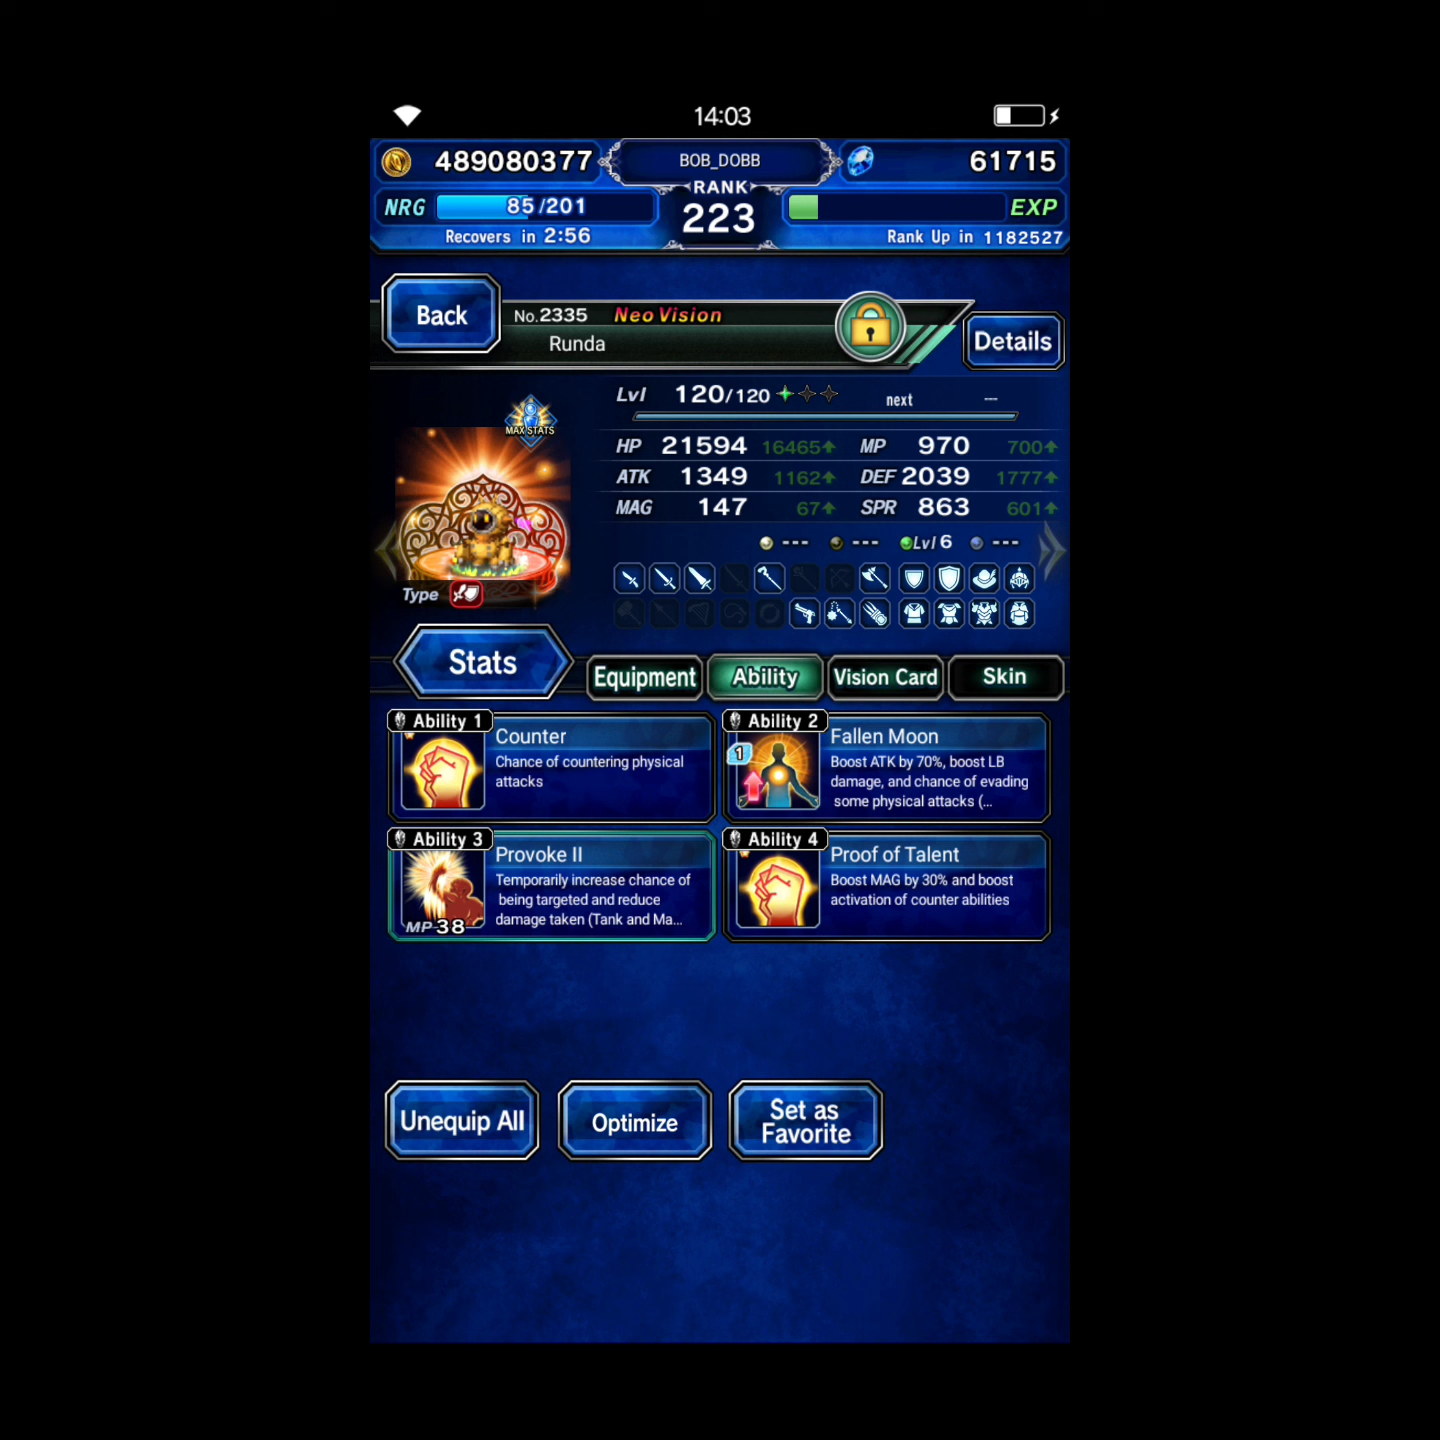 14:03
489080377
BOB_DOBB
61715
NRG 85/201
RANK
223
EXP
Recovers in 2:56
Rank Up in 1182527
Back
No.2335 Neo Vision
Runda
Details
Lvl 120/120
next ---
MAX STATS
HP 21594 16465 MP 970 700
ATK 1349 1162 DEF 2039 1777
MAG 147 67 SPR 863 601
--- --- Lvl 6 ---
Type
Stats
Equipment
Ability
Vision Card
Skin
Ability 1
Counter
Chance of countering physical
attacks
Ability 2
1
Fallen Moon
Boost ATK by 70%, boost LB
damage, and chance of evading
some physical attacks (...
Ability 3
Provoke II
Temporarily increase chance of
being targeted and reduce
damage taken (Tank and Ma...
MP 38
Ability 4
Proof of Talent
Boost MAG by 30% and boost
activation of counter abilities
Unequip All
Optimize
Set as
Favorite